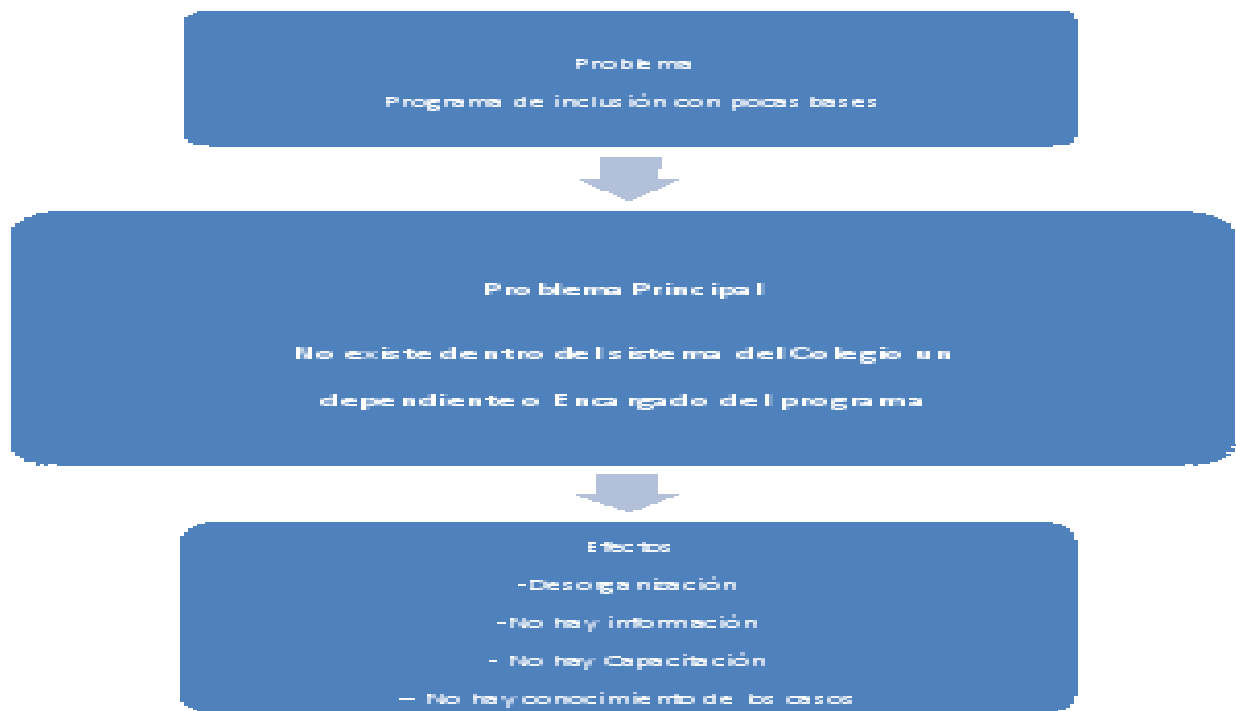 Problema
Programa de inclusión con pocas bases
Problema Principal
No existe dentro del sistema del Colegio un
dependiente o Encargado del programa
Efectos
-Desorganización
-No hay información
- No hay Capacitación
– No hay conocimiento de los casos